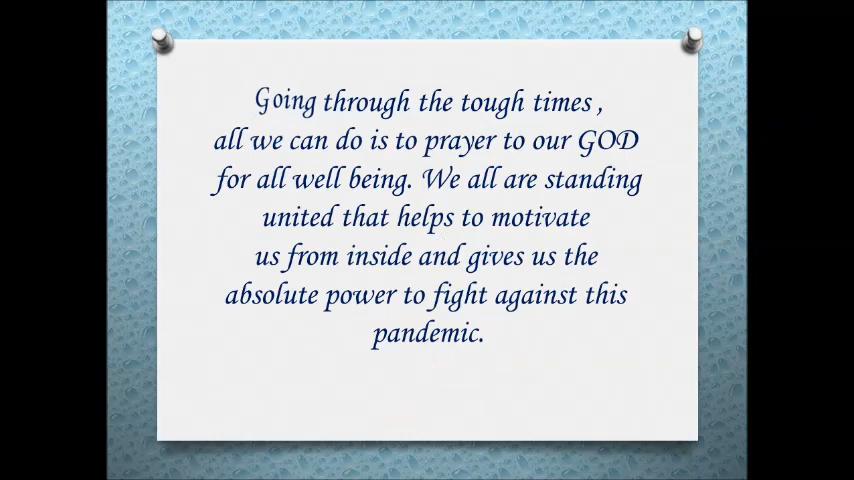 Going through the tough times ,
all we can do is to prayer to our GOD
for all well being. We all are standing
united that helps to motivate
us from inside and gives us the
absolute power to fight against this
pandemic.